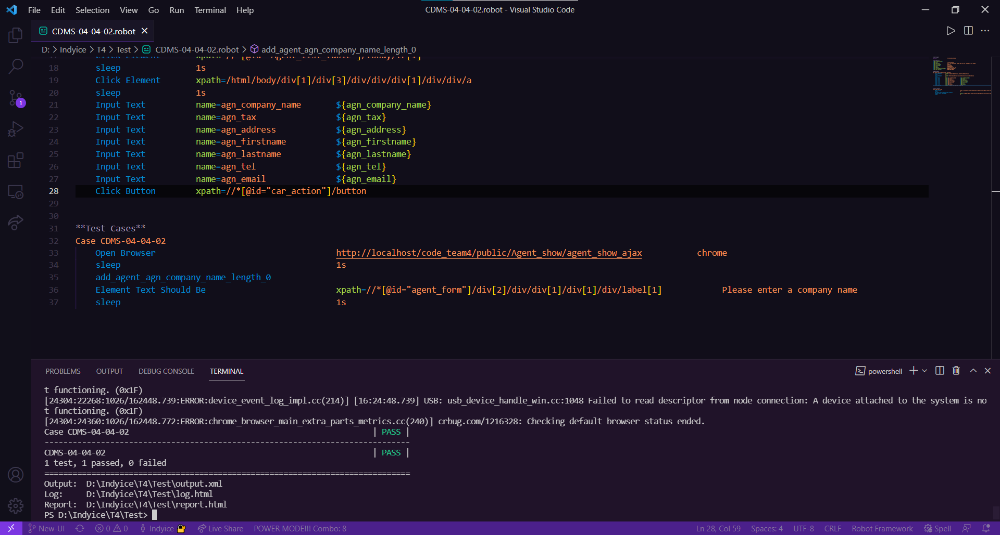 File Edit Selection View Go Run Terminal Help CDMS-04-04-02.robot - Visual Studio Code
CDMS-04-04-02.robot
D: > Indyice > T4 > Test > CDMS-04-04-02.robot > add_agent_agn_company_name_length_0
18 sleep 1s
19 Click Element xpath=/html/body/div[1]/div[3]/div/div/div[1]/div/div/a
20 sleep 1s
21 Input Text name=agn_company_name ${agn_company_name}
22 Input Text name=agn_tax ${agn_tax}
23 Input Text name=agn_address ${agn_address}
24 Input Text name=agn_firstname ${agn_firstname}
25 Input Text name=agn_lastname ${agn_lastname}
26 Input Text name=agn_tel ${agn_tel}
27 Input Text name=agn_email ${agn_email}
28 Click Button xpath=//*[@id="car_action"]/button
29
30
31 **Test Cases**
32 Case CDMS-04-04-02
33 Open Browser http://localhost/code_team4/public/Agent_show/agent_show_ajax chrome
34 sleep 1s
35 add_agent_agn_company_name_length_0
36 Element Text Should Be xpath=//*[@id="agent_form"]/div[2]/div/div[1]/div[1]/div/label[1] Please enter a company name
37 sleep 1s
1
PROBLEMS OUTPUT DEBUG CONSOLE TERMINAL powershell
t functioning. (0x1F)
[24304:22268:1026/162448.739:ERROR:device_event_log_impl.cc(214)] [16:24:48.739] USB: usb_device_handle_win.cc:1048 Failed to read descriptor from node connection: A device attached to the system is no
t functioning. (0x1F)
[24304:24360:1026/162448.772:ERROR:chrome_browser_main_extra_parts_metrics.cc(240)] crbug.com/1216328: Checking default browser status ended.
Case CDMS-04-04-02 | PASS |
------------------------------------------------------------------------------
CDMS-04-04-02 | PASS |
1 test, 1 passed, 0 failed
==============================================================================
Output: D:\Indyice\T4\Test\output.xml
Log: D:\Indyice\T4\Test\log.html
Report: D:\Indyice\T4\Test\report.html
PS D:\Indyice\T4\Test>
New-UI 0 0 Indyice Live Share POWER MODE!!! Combo: 8 Ln 28, Col 59 Spaces: 4 UTF-8 CRLF Robot Framework Spell